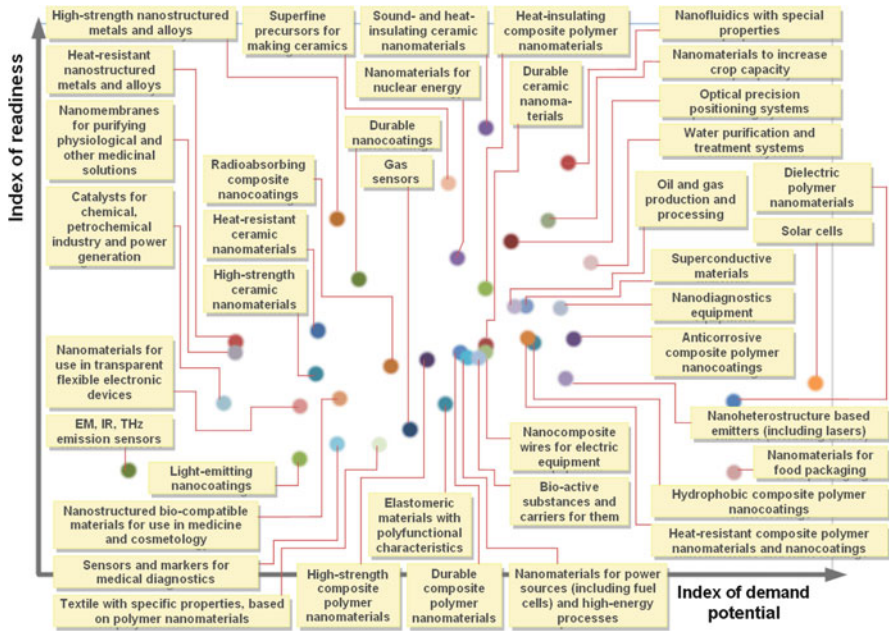 High-strength nanostructured
metals and alloys
Superfine
precursors for
making ceramics
Sound- and heat-
insulating ceramic
nanomaterials
Heat-insulating
composite polymer
nanomaterials
Nanofluidics with special
properties
Heat-resistant
nanostructured
metals and alloys
Nanomaterials for
nuclear energy
Durable
ceramic
nanoma-
terials
Nanomaterials to increase
crop capacity
Optical precision
positioning systems
Nanomembranes
for purifying
physiological and
other medicinal
solutions
Durable
nanocoatings
Water purification and
treatment systems
Radioabsorbing
composite
nanocoatings
Gas
sensors
Oil and gas
production and
processing
Dielectric
polymer
nanomaterials
Catalysts for
chemical,
petrochemical
industry and power
generation
Heat-resistant
ceramic
nanomaterials
Solar cells
High-strength
ceramic
nanomaterials
Superconductive
materials
Nanodiagnostics
equipment
Nanomaterials for
use in transparent
flexible electronic
devices
Anticorrosive
composite polymer
nanocoatings
EM, IR, THz
emission sensors
Nanoheterostructure based
emitters (including lasers)
Light-emitting
nanocoatings
Nanocomposite
wires for electric
equipment
Nanomaterials for
food packaging
Nanostructured bio-compatible
materials for use in medicine
and cosmetology
Elastomeric
materials with
polyfunctional
characteristics
Bio-active
substances and
carriers for them
Hydrophobic composite polymer
nanocoatings
Heat-resistant composite polymer
nanomaterials and nanocoatings
Sensors and markers for
medical diagnostics
High-strength
composite
polymer
nanomaterials
Durable
composite
polymer
nanomaterials
Nanomaterials for power
sources (including fuel
cells) and high-energy
processes
Textile with specific properties, based
on polymer nanomaterials
Index of readiness
Index of demand
potential